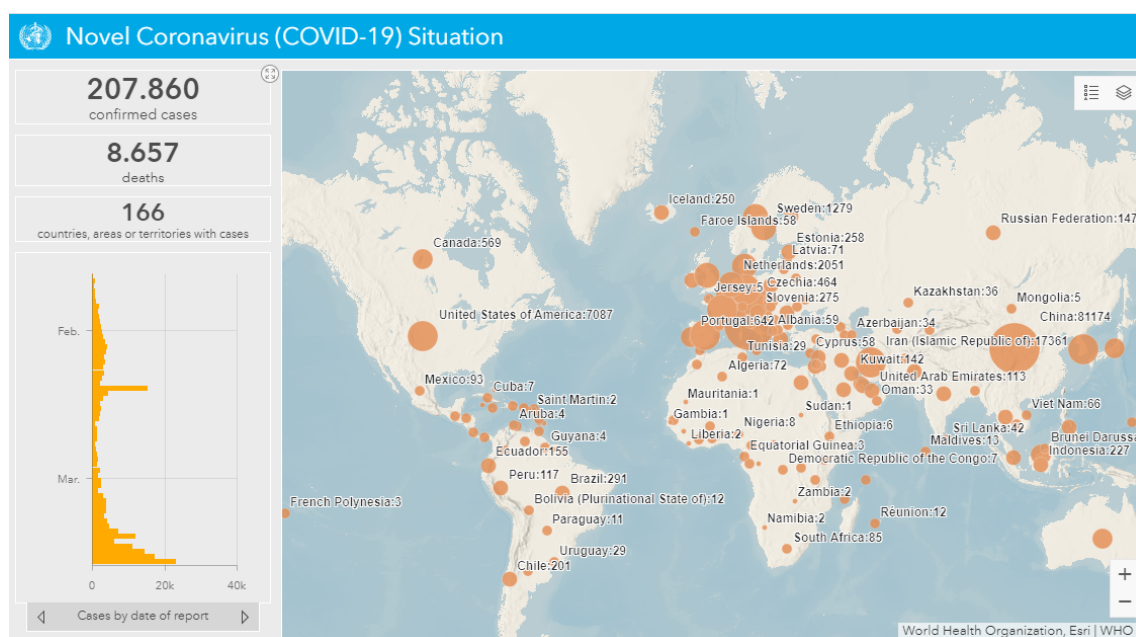 Novel Coronavirus (COVID-19) Situation
207.860
confirmed cases
8.657
deaths
166
countries, areas or territories with cases
Feb.
Mar.
0
20k
40k
Cases by date of report
Iceland:250
Sweden:1279
Faroe Islands:58
Russian Federation:147
Estonia:258
Latvia:71
Canada:569
Netherlands:2051
Czechia:464
Jersey:5
Slovenia:275
Kazakhstan:36
Mongolia:5
United States of America:7087
China:81174
Portugal:642
Albania:59
Azerbaijan:34
Tunisia:29
Cyprus:58
Iran (Islamic Republic of):17361
Algeria:72
Kuwait:142
Mexico:93
Cuba:7
United Arab Emirates:113
Oman:33
Mauritania:1
Saint Martin:2
Aruba:4
Gambia:1
Sudan:1
Viet Nam:66
Nigeria:8
Ethiopia:6
Sri Lanka:42
Guyana:4
Liberia:2
Maldives:13
Brunei Daruss
Equatorial Guinea:3
Ecuador:155
Indonesia:227
Democratic Republic of the Congo:7
Peru:117
Brazil:291
French Polynesia:3
Bolivia (Plurinational State of):12
Zambia:2
Réunion:12
Paraguay:11
Namibia:2
South Africa:85
Uruguay:29
Chile:201
+
−
World Health Organization, Esri | WHO